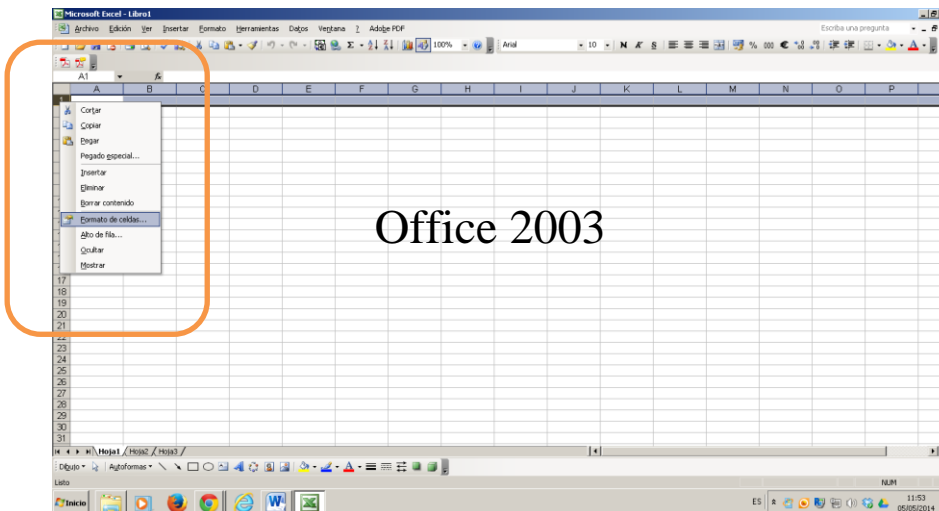 Microsoft Excel - Libro1
Archivo Edición Ver Insertar Formato Herramientas Datos Ventana ? Adobe PDF
Escriba una pregunta
100%
Arial
10
N K S
% 000 €
A1
fx
A B C D E F G H I J K L M N O P
1
Cortar
Copiar
Pegar
Pegado especial...
Insertar
Eliminar
Borrar contenido
Formato de celdas...
Alto de fila...
Ocultar
Mostrar
Office 2003
17
18
19
20
21
22
23
24
25
26
27
28
29
30
31
Hoja1 / Hoja2 / Hoja3 /
Dibujo Autoformas
Listo
NUM
Inicio
ES
11:53
05/05/2014